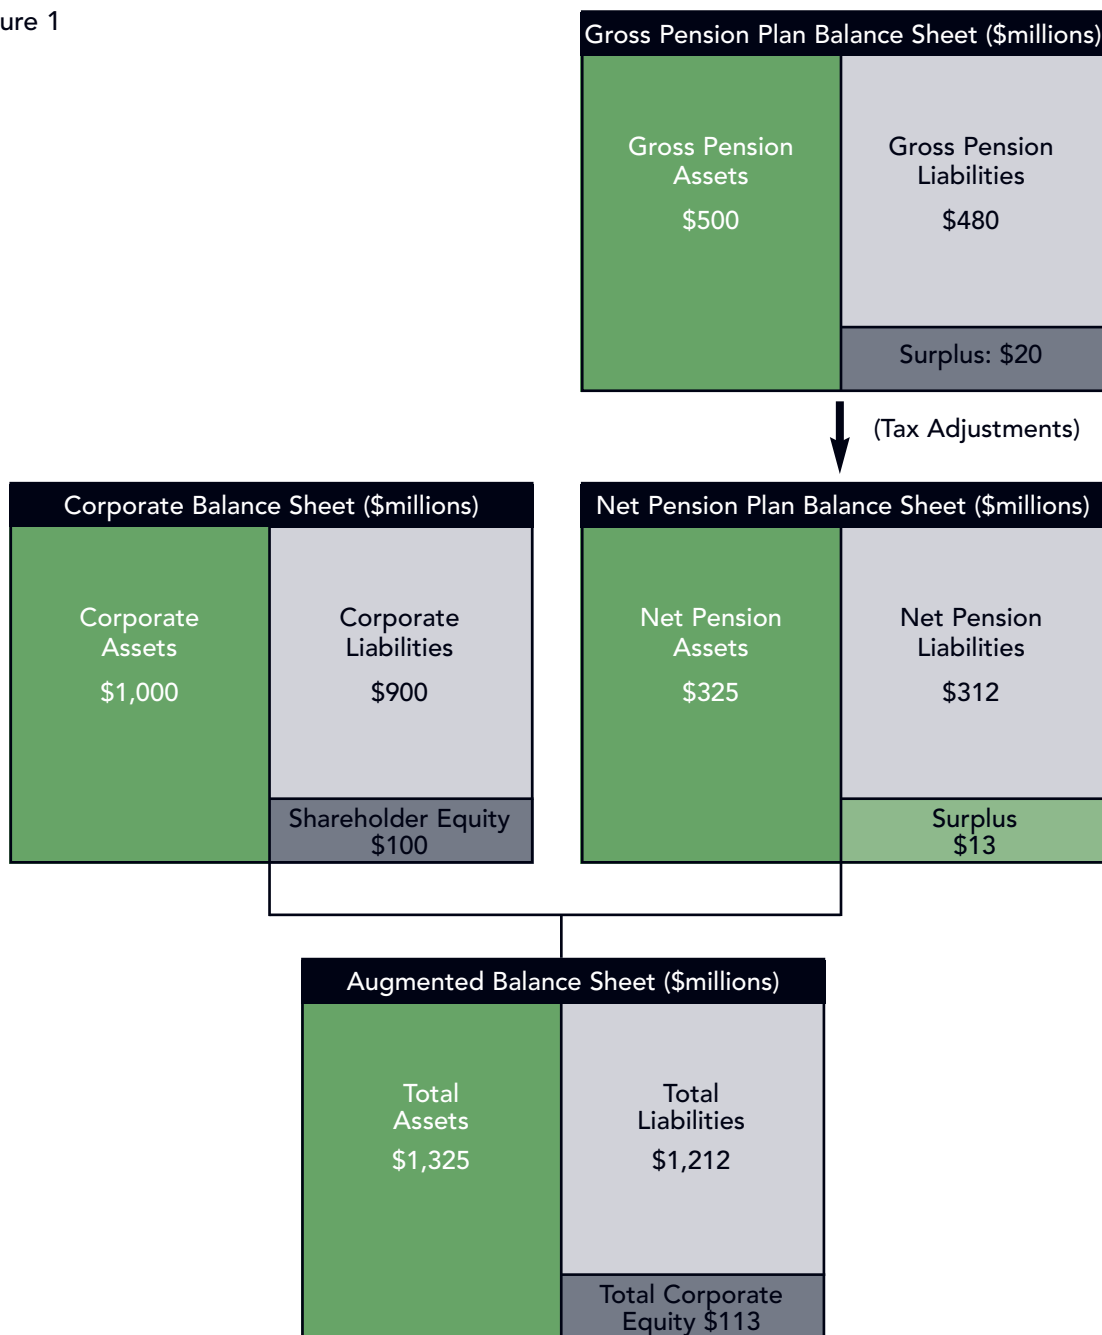 ure 1
Gross Pension Plan Balance Sheet ($millions)
Gross Pension
Assets
$500
Gross Pension
Liabilities
$480
Surplus: $20
(Tax Adjustments)
Corporate Balance Sheet ($millions)
Corporate
Assets
$1,000
Corporate
Liabilities
$900
Shareholder Equity
$100
Net Pension Plan Balance Sheet ($millions)
Net Pension
Assets
$325
Net Pension
Liabilities
$312
Surplus
$13
Augmented Balance Sheet ($millions)
Total
Assets
$1,325
Total
Liabilities
$1,212
Total Corporate
Equity $113